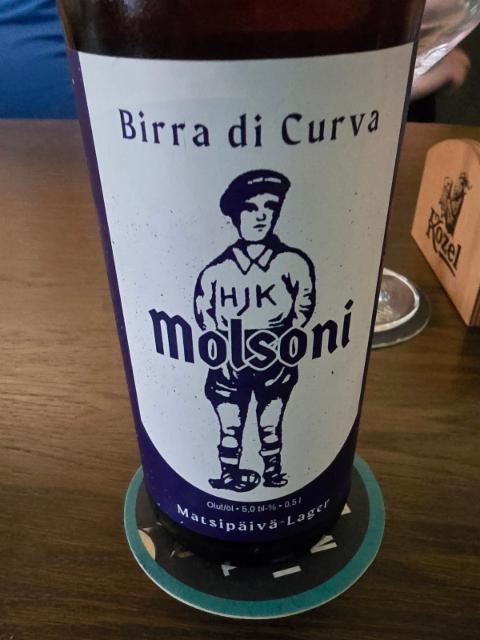 Birra di Curva
HJK
Molsoni
Olut/öl • 5,0 til-% • 0,5 l
Matsipäivä-Lager
Kozel